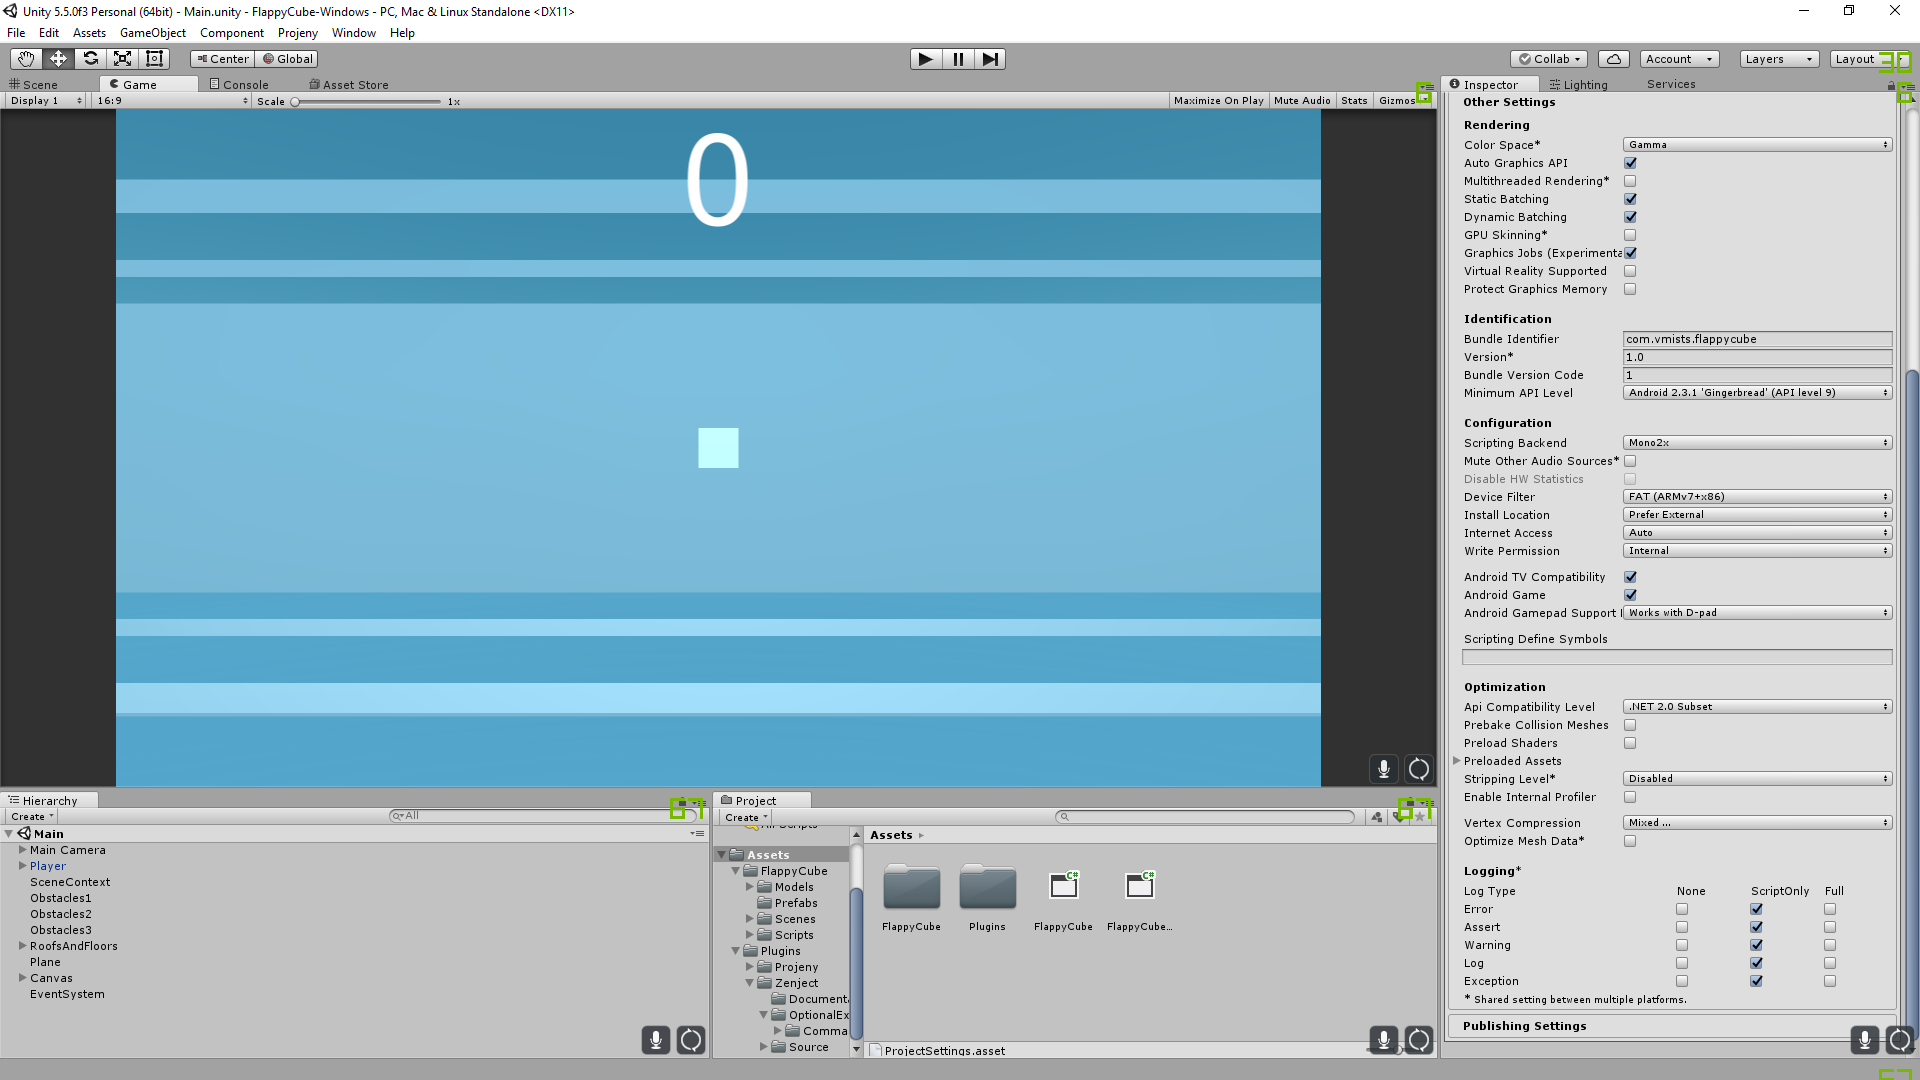 Unity 5.5.0f3 Personal (64bit) - Main.unity - FlappyCube-Windows - PC, Mac & Linux Standalone <DX11>
File Edit Assets GameObject Component Projeny Window Help
Center Global Collab Account Layers Layout
30
Scene Game Console Asset Store
Display 1 16:9 Scale 1x Maximize On Play Mute Audio Stats Gizmos
0
Inspector Lighting Services
Other Settings
Rendering
Color Space* Gamma
Auto Graphics API
Multithreaded Rendering*
Static Batching
Dynamic Batching
GPU Skinning*
Graphics Jobs (Experimenta
Virtual Reality Supported
Protect Graphics Memory
Identification
Bundle Identifier com.vmists.flappycube
Version* 1.0
Bundle Version Code 1
Minimum API Level Android 2.3.1 'Gingerbread' (API level 9)
Configuration
Scripting Backend Mono2x
Mute Other Audio Sources*
Disable HW Statistics
Device Filter FAT (ARMv7+x86)
Install Location Prefer External
Internet Access Auto
Write Permission Internal
Android TV Compatibility
Android Game
Android Gamepad Support Works with D-pad
Scripting Define Symbols
Optimization
Api Compatibility Level .NET 2.0 Subset
Prebake Collision Meshes
Preload Shaders
Preloaded Assets
Stripping Level* Disabled
Enable Internal Profiler
Vertex Compression Mixed ...
Optimize Mesh Data*
Logging*
Log Type None ScriptOnly Full
Error
Assert
Warning
Log
Exception
* Shared setting between multiple platforms.
Publishing Settings
Hierarchy
Create All
67
Main
Main Camera
Player
SceneContext
Obstacles1
Obstacles2
Obstacles3
RoofsAndFloors
Plane
Canvas
EventSystem
Project
Create
67
Assets
FlappyCube
Models
Prefabs
Scenes
Scripts
Plugins
Projeny
Zenject
Documenta
OptionalEx
Comma
Source
Assets
FlappyCube Plugins FlappyCube FlappyCube...
ProjectSettings.asset